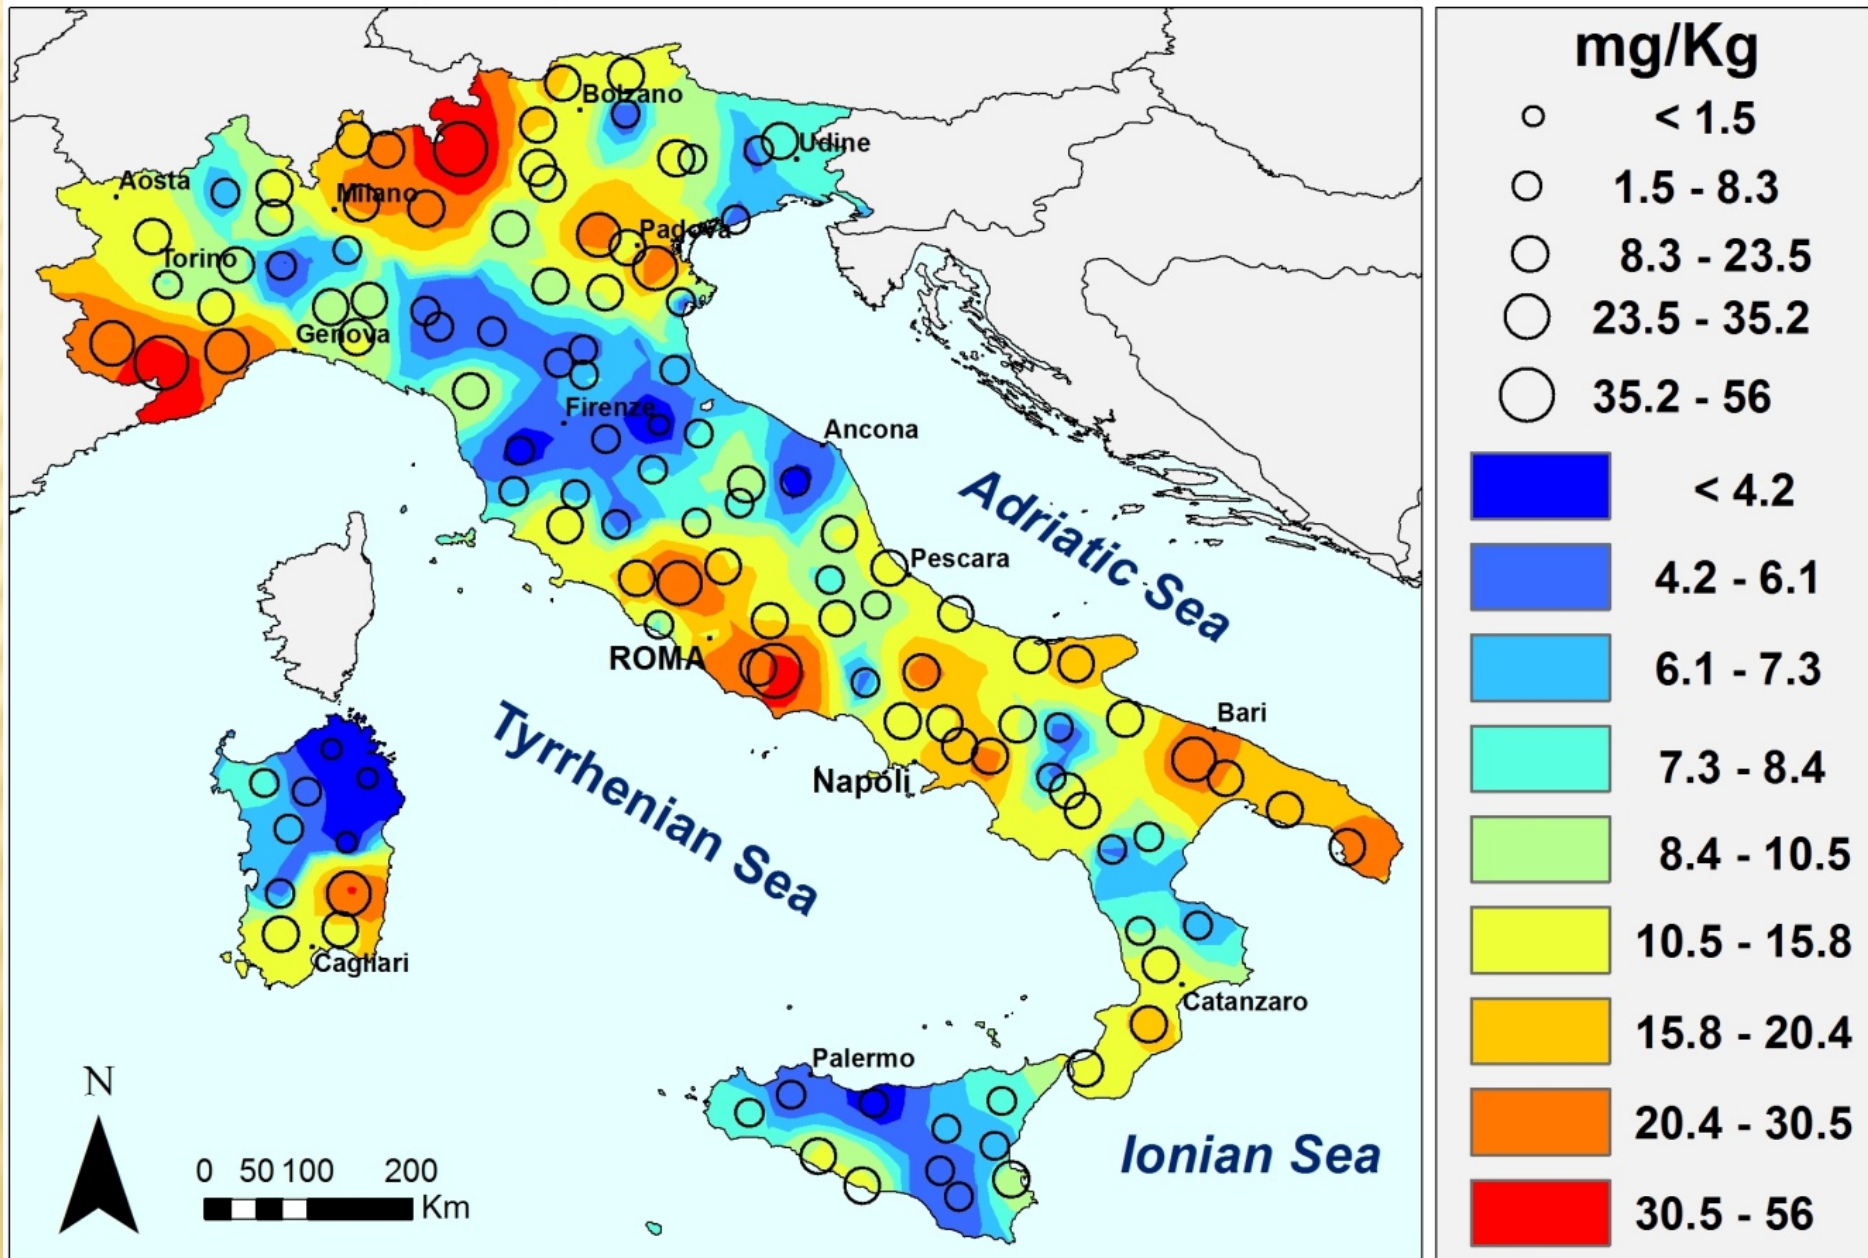 mg/Kg
< 1.5
1.5 - 8.3
8.3 - 23.5
23.5 - 35.2
35.2 - 56
< 4.2
4.2 - 6.1
6.1 - 7.3
7.3 - 8.4
8.4 - 10.5
10.5 - 15.8
15.8 - 20.4
20.4 - 30.5
30.5 - 56
Bolzano
Udine
Aosta
Milano
Padova
Torino
Genova
Firenze
Ancona
Adriatic Sea
Pescara
ROMA
Bari
Tyrrhenian Sea
Napoli
Cagliari
Catanzaro
Palermo
Ionian Sea
N
0 50 100 200
Km